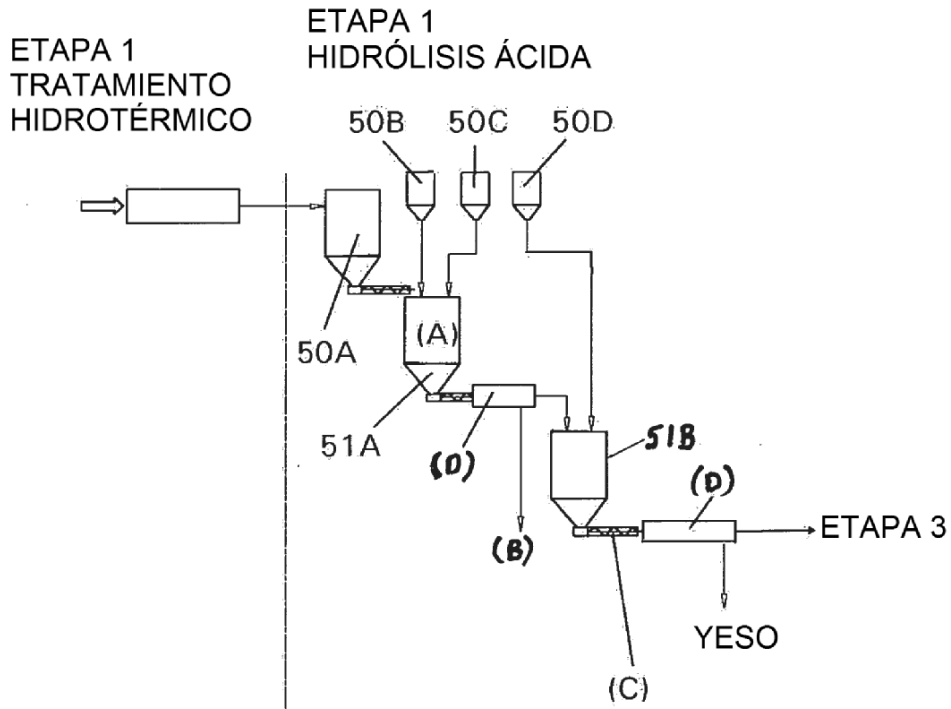 ETAPA 1
TRATAMIENTO
HIDROTÉRMICO
ETAPA 1
HIDRÓLISIS ÁCIDA
50B
50C
50D
50A
(A)
51A
(D)
(B)
51B
(D)
ETAPA 3
YESO
(C)